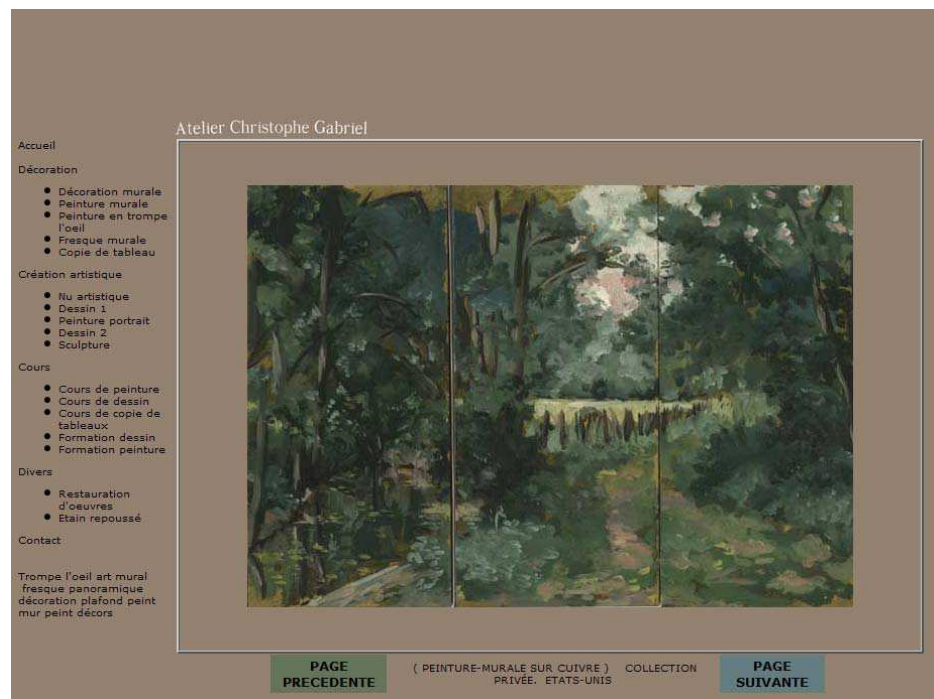 Atelier Christophe Gabriel
Accueil
Décoration
Décoration murale
Peinture murale
Peinture en trompe
l'oeil
Fresque murale
Copie de tableau
Création artistique
Nu artistique
Dessin 1
Peinture portrait
Dessin 2
Sculpture
Cours
Cours de peinture
Cours de dessin
Cours de copie de
tableaux
Formation dessin
Formation peinture
Divers
Restauration
d'oeuvres
Etain repoussé
Contact
Trompe l'oeil art mural
fresque panoramique
décoration plafond peint
mur peint décors
PAGE
PRECEDENTE
( PEINTURE-MURALE SUR CUIVRE ) COLLECTION
PRIVÉE. ETATS-UNIS
PAGE
SUIVANTE